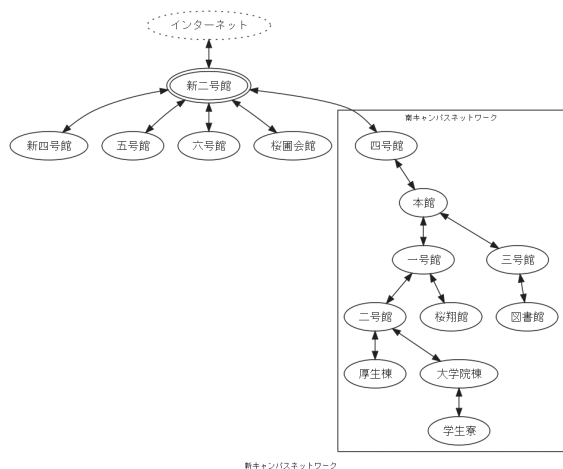 インターネット
新二号館
南キャンパスネットワーク
新四号館
五号館
六号館
桜圃会館
四号館
本館
一号館
三号館
二号館
桜翔館
図書館
厚生棟
大学院棟
学生寮
新キャンパスネットワーク